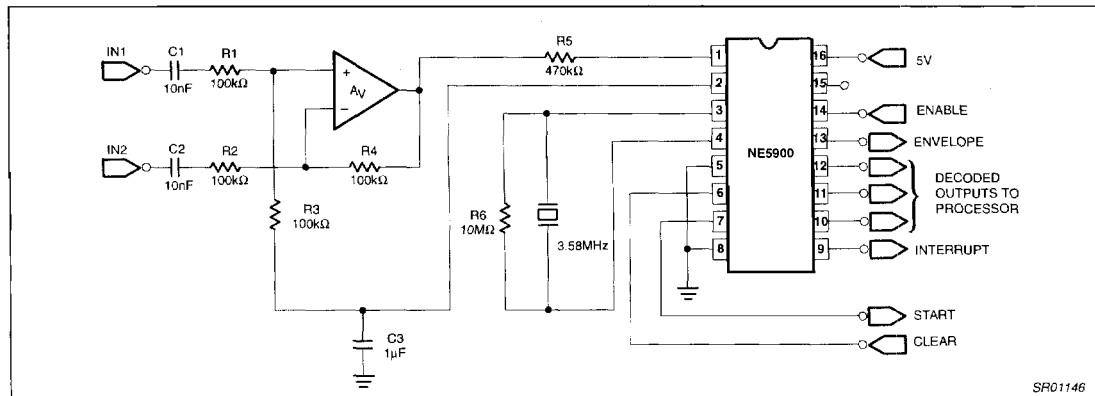 IN1
C1
10nF
R1
100kΩ
+
AV
−
IN2
C2
10nF
R2
100kΩ
R4
100kΩ
R3
100kΩ
C3
1µF
R5
470kΩ
R6
10MΩ
3.58MHz
NE5900
1
2
3
4
5
6
7
8
16
15
14
13
12
11
10
9
5V
ENABLE
ENVELOPE
DECODED
OUTPUTS TO
PROCESSOR
INTERRUPT
START
CLEAR
SR01146